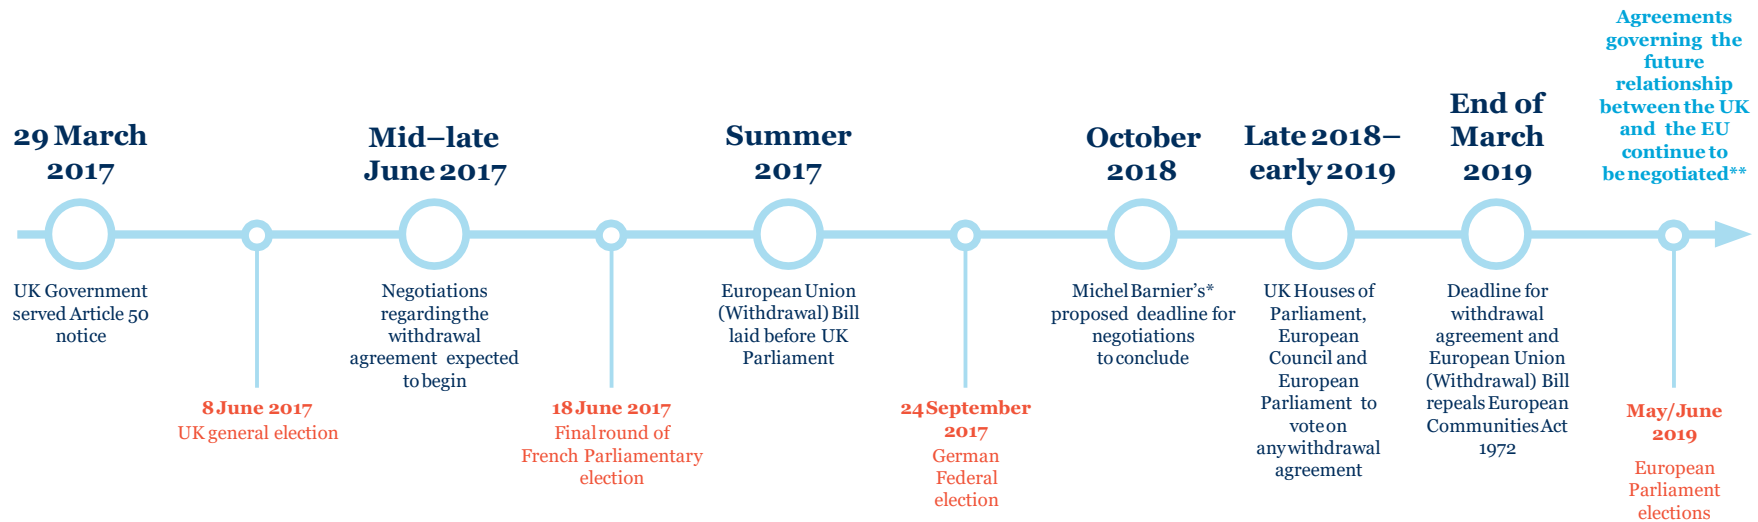 29 March
2017
UK Government
served Article 50
notice
8 June 2017
UK general election
Mid–late
June 2017
Negotiations
regarding the
withdrawal
agreement expected
to begin
18 June 2017
Final round of
French Parliamentary
election
Summer
2017
European Union
(Withdrawal) Bill
laid before UK
Parliament
24 September
2017
German
Federal
election
October
2018
Michel Barnier’s*
proposed deadline for
negotiations
to conclude
Late 2018–
early 2019
UK Houses of
Parliament,
European
Council and
European
Parliament to
vote on
any withdrawal
agreement
End of
March
2019
Deadline for
withdrawal
agreement and
European Union
(Withdrawal) Bill
repeals European
Communities Act
1972
Agreements
governing the
future
relationship
between the UK
and the EU
continue to
be negotiated**
May/June
2019
European
Parliament
elections